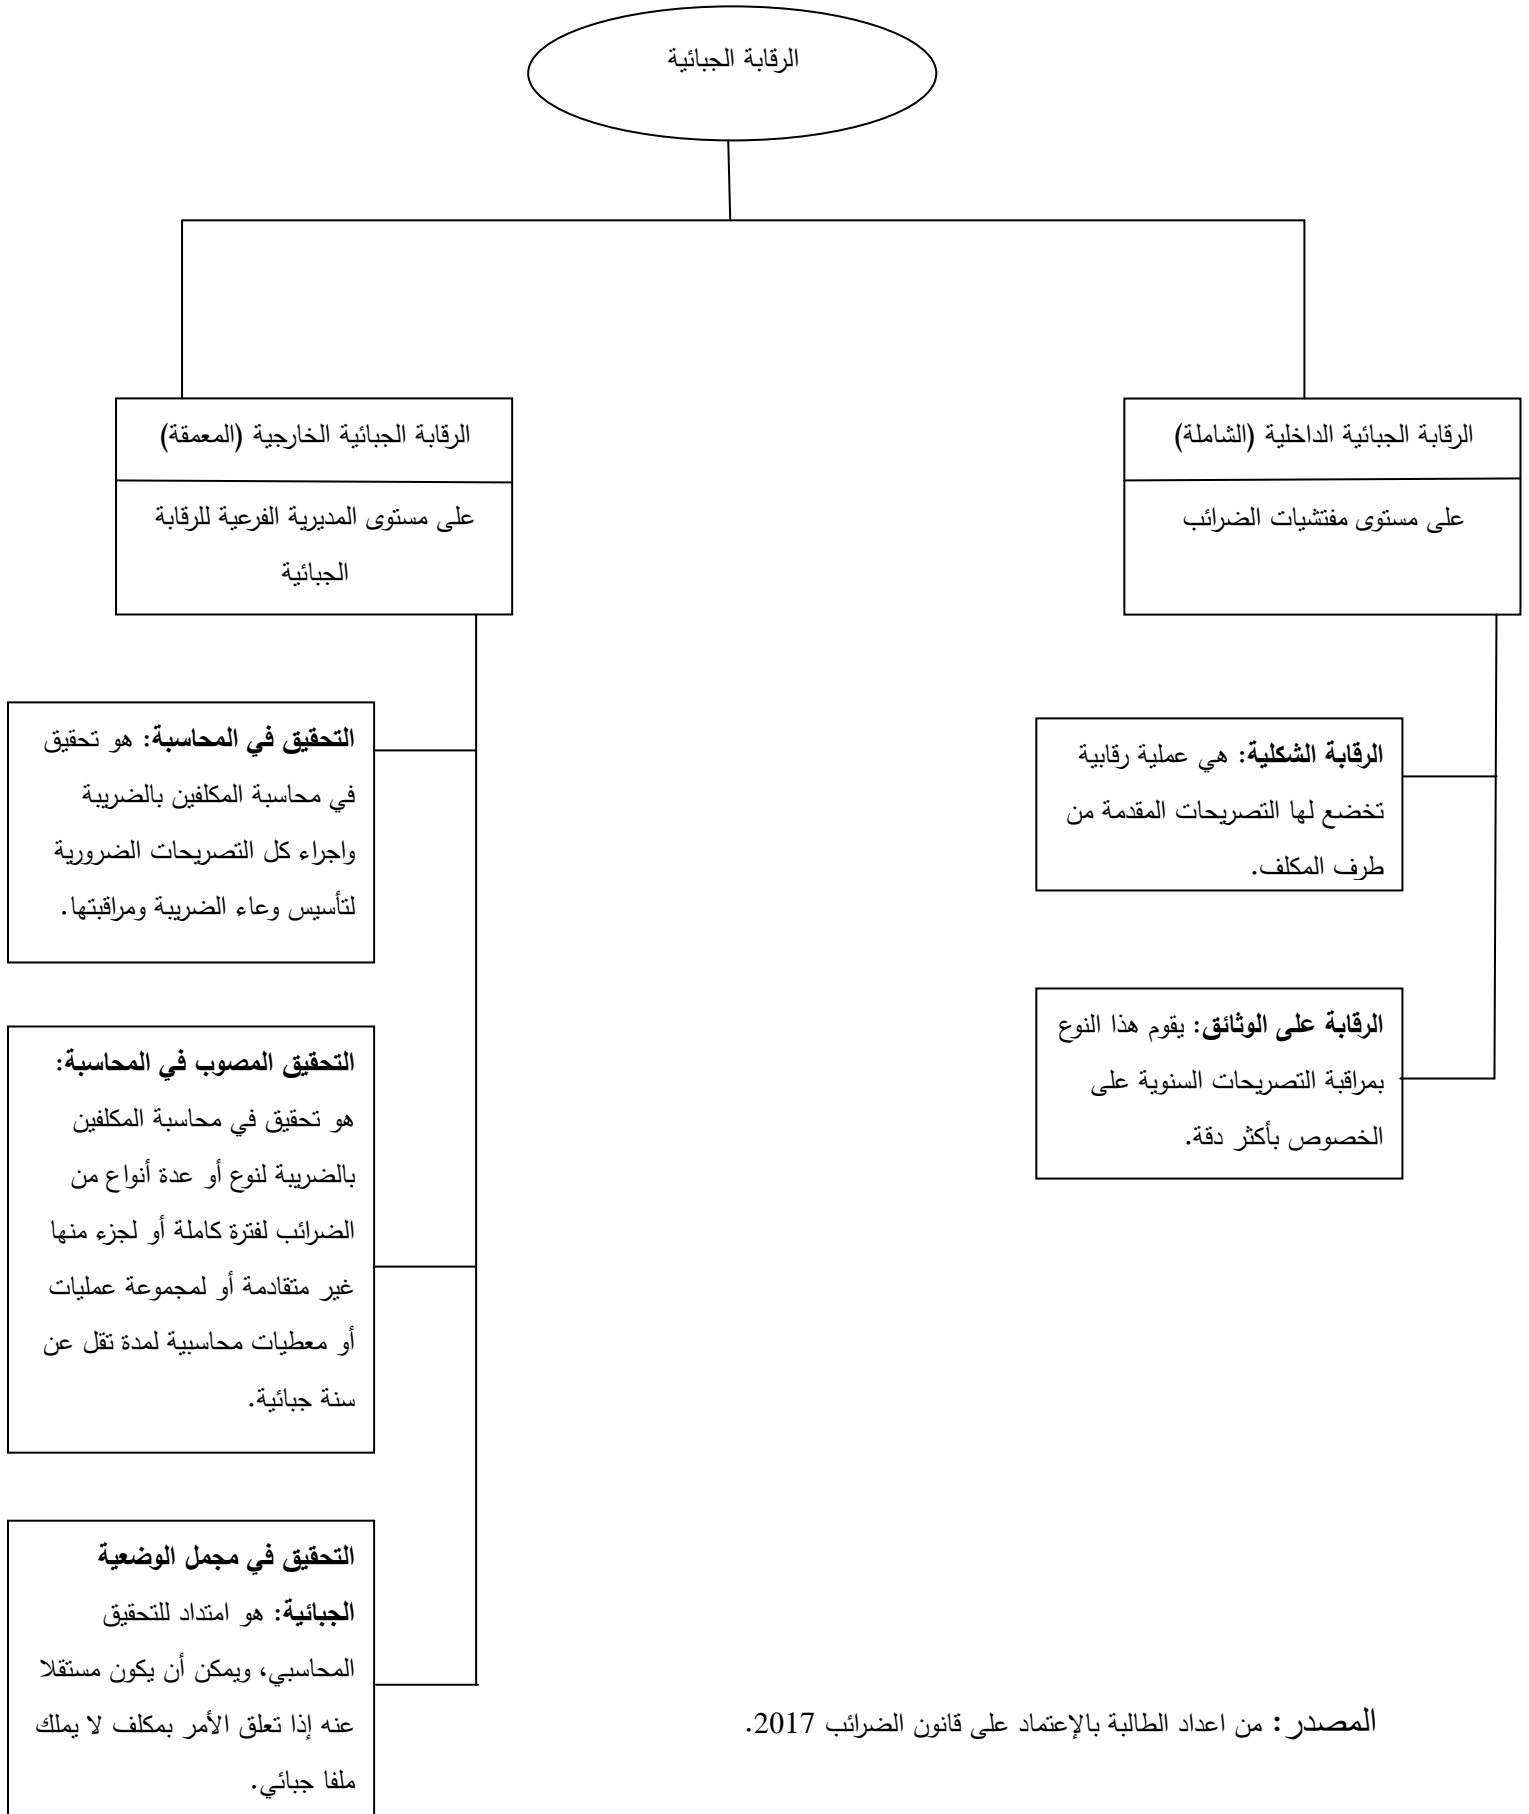 الرقابة الجبائية
الرقابة الجبائية الداخلية (الشاملة)
على مستوى مفتشيات الضرائب
الرقابة الشكلية: هي عملية رقابية
تخضع لها التصريحات المقدمة من
طرف المكلف.
الرقابة على الوثائق: يقوم هذا النوع
بمراقبة التصريحات السنوية على
الخصوص بأكثر دقة.
الرقابة الجبائية الخارجية (المعمقة)
على مستوى المديرية الفرعية للرقابة
الجبائية
التحقيق في المحاسبة: هو تحقيق
في محاسبة المكلفين بالضريبة
واجراء كل التصريحات الضرورية
لتأسيس وعاء الضريبة ومراقبتها.
التحقيق المصوب في المحاسبة:
هو تحقيق في محاسبة المكلفين
بالضريبة لنوع أو عدة أنواع من
الضرائب لفترة كاملة أو لجزء منها
غير متقادمة أو لمجموعة عمليات
أو معطيات محاسبية لمدة تقل عن
سنة جبائية.
التحقيق في مجمل الوضعية
الجبائية: هو امتداد للتحقيق
المحاسبي، ويمكن أن يكون مستقلا
عنه إذا تعلق الأمر بمكلف لا يملك
ملفا جبائي.
المصدر: من اعداد الطالبة بالإعتماد على قانون الضرائب 2017.